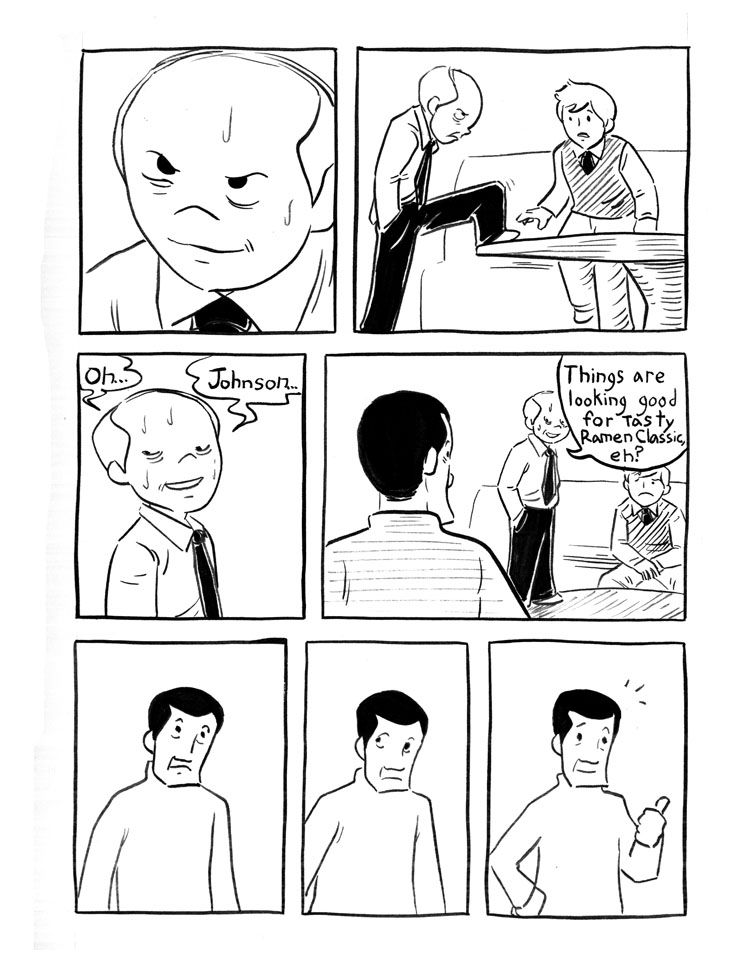 Oh...
Johnson...
Things are
looking good
for Tasty
Ramen Classic,
eh?